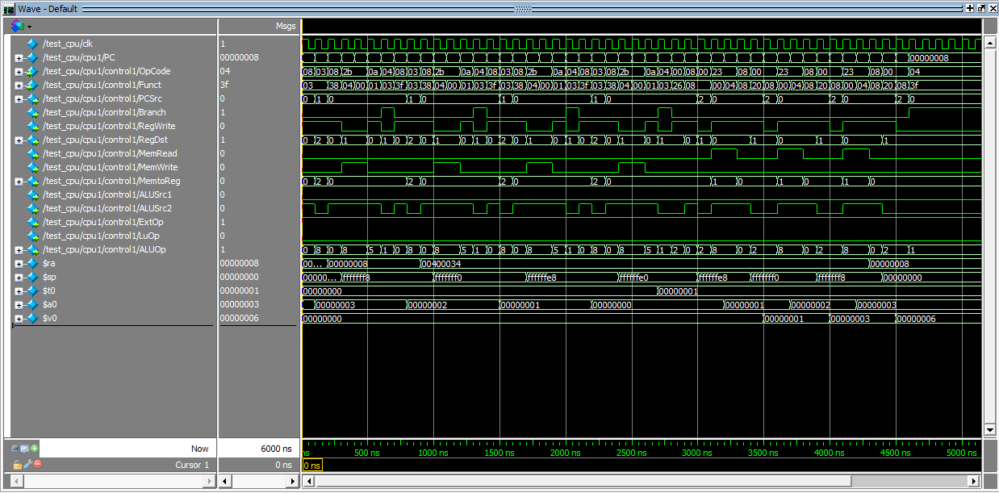 Wave - Default
Msgs
/test_cpu/clk 1
/test_cpu/cpu1/PC 00000008 00000008
/test_cpu/cpu1/control1/OpCode 04 08 03 08 2b 0a 04 08 03 08 2b 0a 04 08 03 08 2b 0a 04 08 03 08 2b 0a 04 00 08 00 23 08 00 23 08 00 23 08 00 04
/test_cpu/cpu1/control1/Funct 3f 03 38 04 00 01 03 3f 03 38 04 00 01 03 3f 03 38 04 00 01 03 3f 03 38 04 00 01 03 26 08 00 04 08 20 08 00 04 08 20 08 00 04 08 20 08 3f
/test_cpu/cpu1/control1/PCSrc 0 0 1 0 1 0 1 0 1 0 2 0 2 0 2 0 2 0
/test_cpu/cpu1/control1/Branch 1
/test_cpu/cpu1/control1/RegWrite 0
/test_cpu/cpu1/control1/RegDst 1 0 2 0 1 0 1 0 2 0 1 0 1 0 2 0 1 0 1 0 2 0 1 0 1 0 1 0 1 0 1 0 1
/test_cpu/cpu1/control1/MemRead 0
/test_cpu/cpu1/control1/MemWrite 0
/test_cpu/cpu1/control1/MemtoReg 0 0 2 0 2 0 2 0 2 0 1 0 1 0 1 0
/test_cpu/cpu1/control1/ALUSrc1 0
/test_cpu/cpu1/control1/ALUSrc2 0
/test_cpu/cpu1/control1/ExtOp 1
/test_cpu/cpu1/control1/LuOp 0
/test_cpu/cpu1/control1/ALUOp 1 0 8 0 8 5 1 0 8 0 8 5 1 0 8 0 8 5 1 0 8 0 8 5 1 2 0 2 8 0 2 8 0 2 8 0 2 1
$ra 00000008 00... 00000008 00400034 00000008
$sp 00000000 00000... fffffff8 fffffff0 ffffffe8 ffffffe0 ffffffe8 fffffff0 fffffff8 00000000
$t0 00000001 00000000 00000001
$a0 00000003 00000003 00000002 00000001 00000000 00000001 00000002 00000003
$v0 00000006 00000000 00000001 00000003 00000006
Now 6000 ns ns 500 ns 1000 ns 1500 ns 2000 ns 2500 ns 3000 ns 3500 ns 4000 ns 4500 ns 5000 ns
Cursor 1 0 ns 0 ns